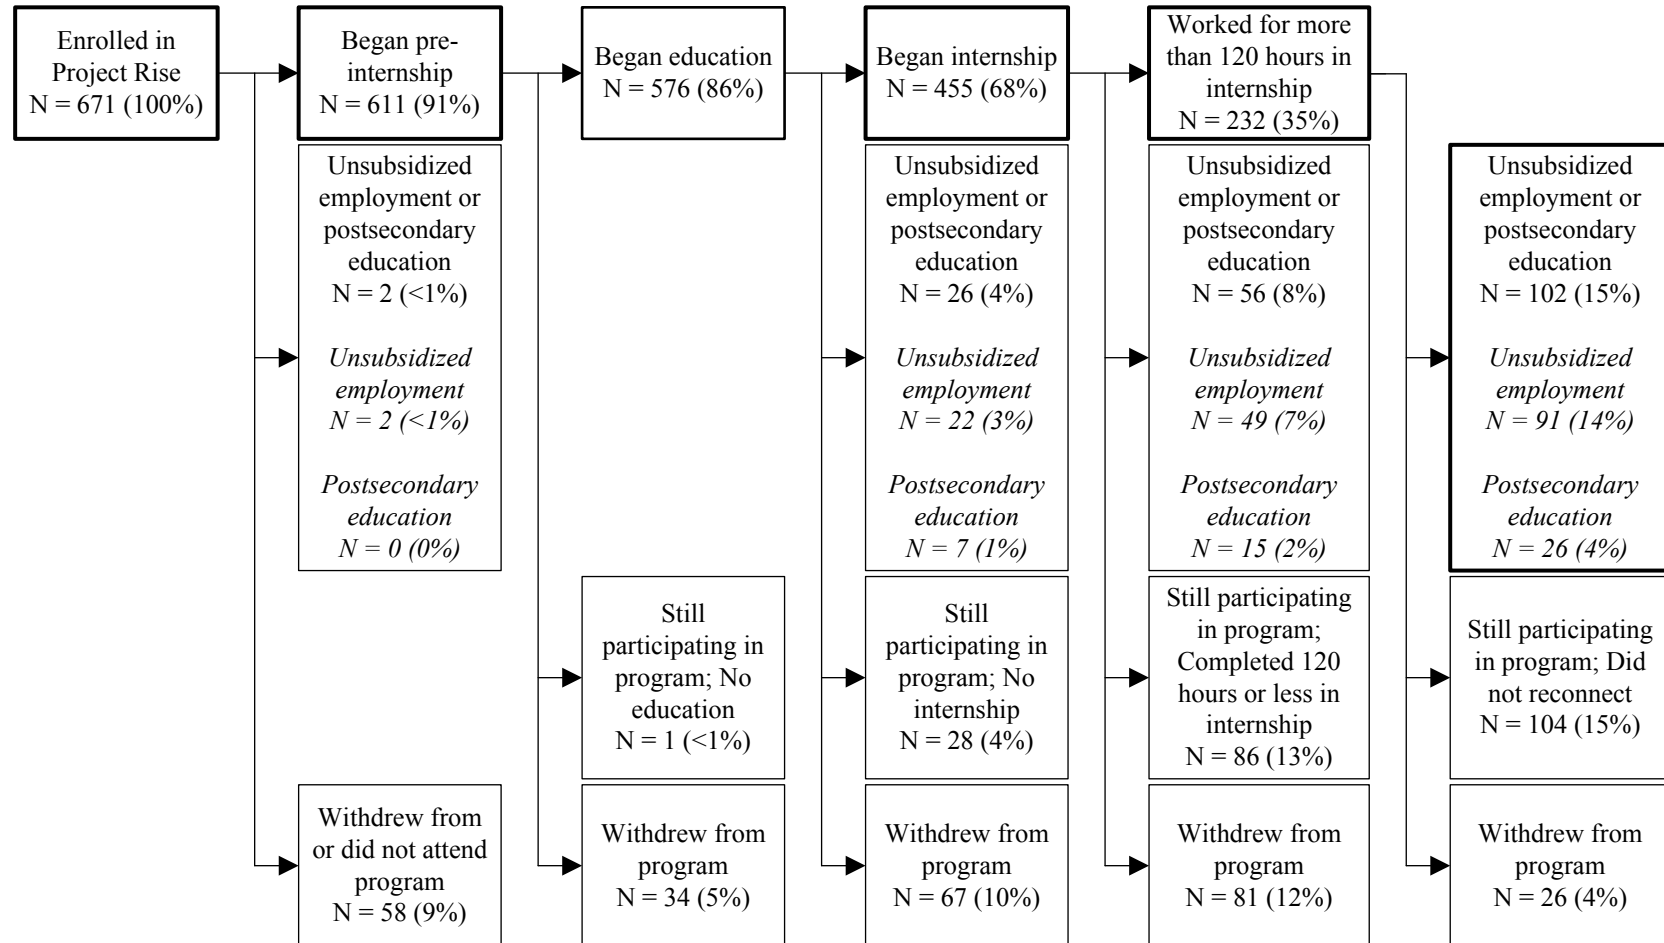 Enrolled in
Project Rise
N = 671 (100%)
Began pre-
internship
N = 611 (91%)
Began education
N = 576 (86%)
Began internship
N = 455 (68%)
Worked for more
than 120 hours in
internship
N = 232 (35%)
Unsubsidized
employment or
postsecondary
education
N = 2 (<1%)
Unsubsidized
employment
N = 2 (<1%)
Postsecondary
education
N = 0 (0%)
Unsubsidized
employment or
postsecondary
education
N = 26 (4%)
Unsubsidized
employment
N = 22 (3%)
Postsecondary
education
N = 7 (1%)
Unsubsidized
employment or
postsecondary
education
N = 56 (8%)
Unsubsidized
employment
N = 49 (7%)
Postsecondary
education
N = 15 (2%)
Unsubsidized
employment or
postsecondary
education
N = 102 (15%)
Unsubsidized
employment
N = 91 (14%)
Postsecondary
education
N = 26 (4%)
Still
participating in
program; No
education
N = 1 (<1%)
Still
participating in
program; No
internship
N = 28 (4%)
Still participating
in program;
Completed 120
hours or less in
internship
N = 86 (13%)
Still participating
in program; Did
not reconnect
N = 104 (15%)
Withdrew from
or did not attend
program
N = 58 (9%)
Withdrew from
program
N = 34 (5%)
Withdrew from
program
N = 67 (10%)
Withdrew from
program
N = 81 (12%)
Withdrew from
program
N = 26 (4%)